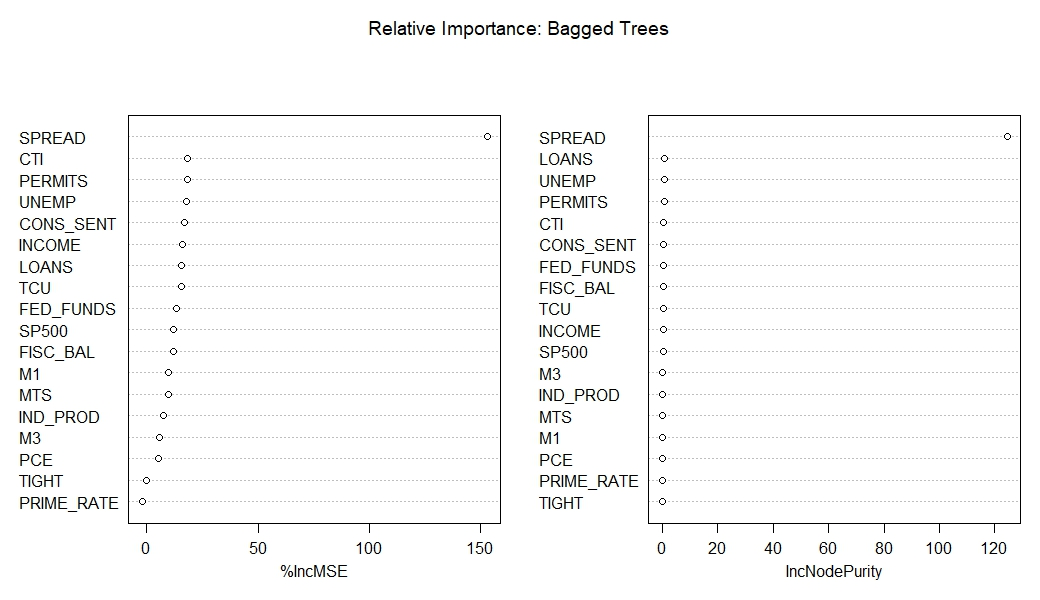 Relative Importance: Bagged Trees
SPREAD
CTI
PERMITS
UNEMP
CONS_SENT
INCOME
LOANS
TCU
FED_FUNDS
SP500
FISC_BAL
M1
MTS
IND_PROD
M3
PCE
TIGHT
PRIME_RATE
0 50 100 150
%IncMSE
SPREAD
LOANS
UNEMP
PERMITS
CTI
CONS_SENT
FED_FUNDS
FISC_BAL
TCU
INCOME
SP500
M3
IND_PROD
MTS
M1
PCE
PRIME_RATE
TIGHT
0 20 40 60 80 100 120
IncNodePurity